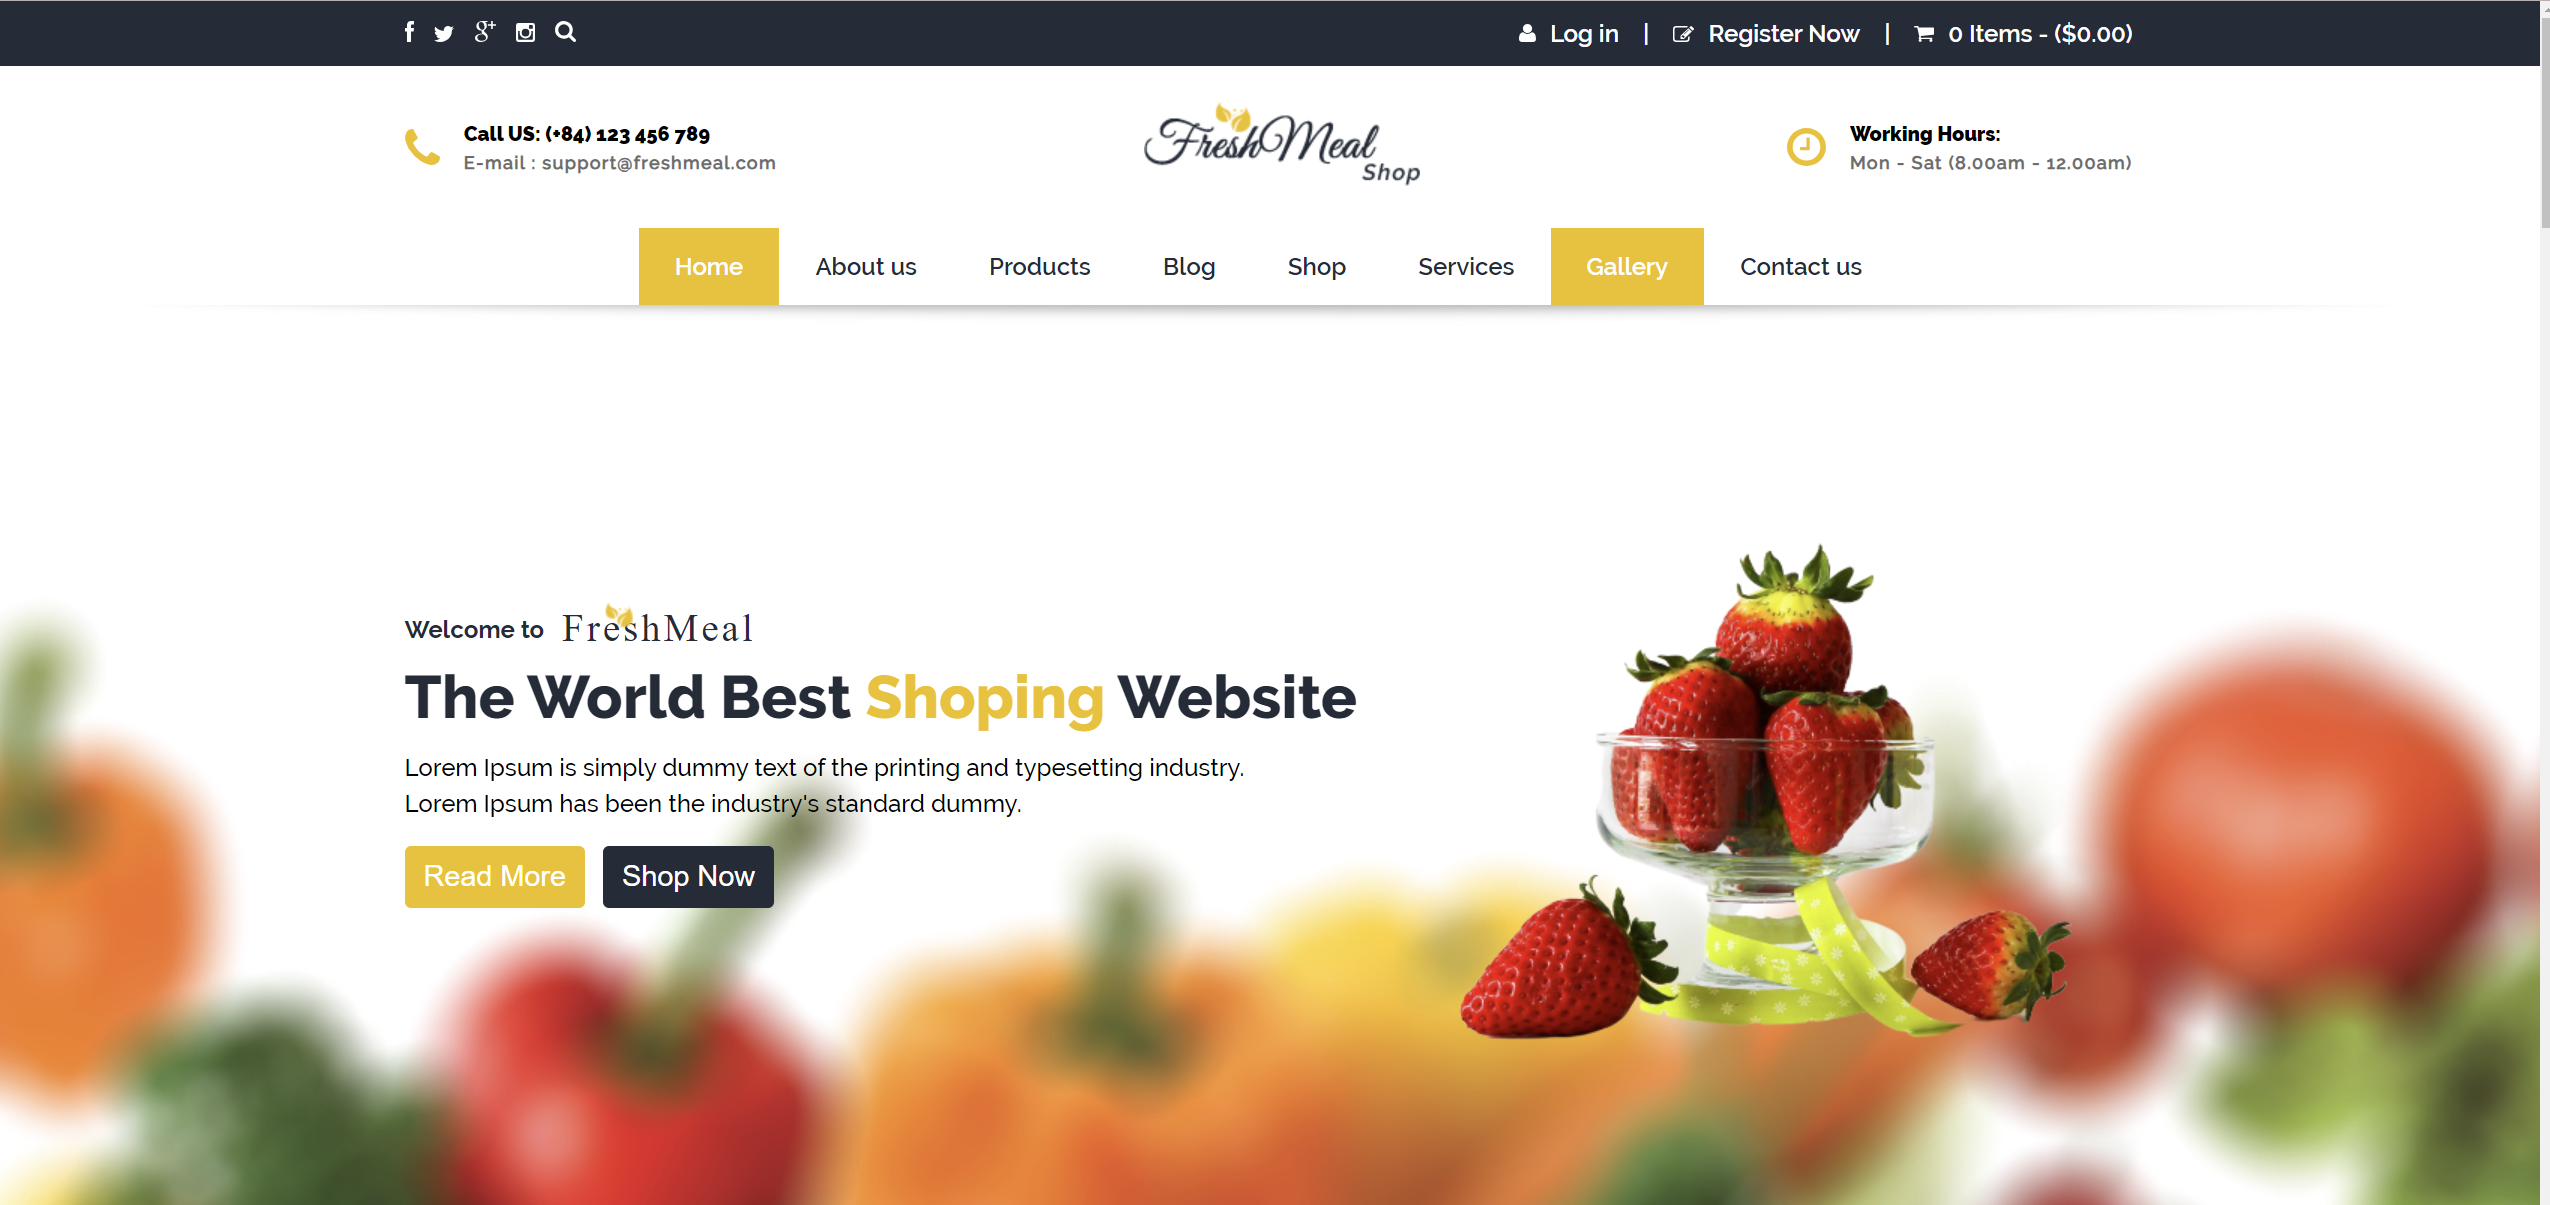 Log in | Register Now | 0 Items - ($0.00)
Call US: (+84) 123 456 789
E-mail : support@freshmeal.com
FreshMeal
Shop
Working Hours:
Mon - Sat (8.00am - 12.00am)
Home About us Products Blog Shop Services Gallery Contact us
Welcome to FreshMeal
The World Best Shoping Website
Lorem Ipsum is simply dummy text of the printing and typesetting industry.
Lorem Ipsum has been the industry's standard dummy.
Read More Shop Now